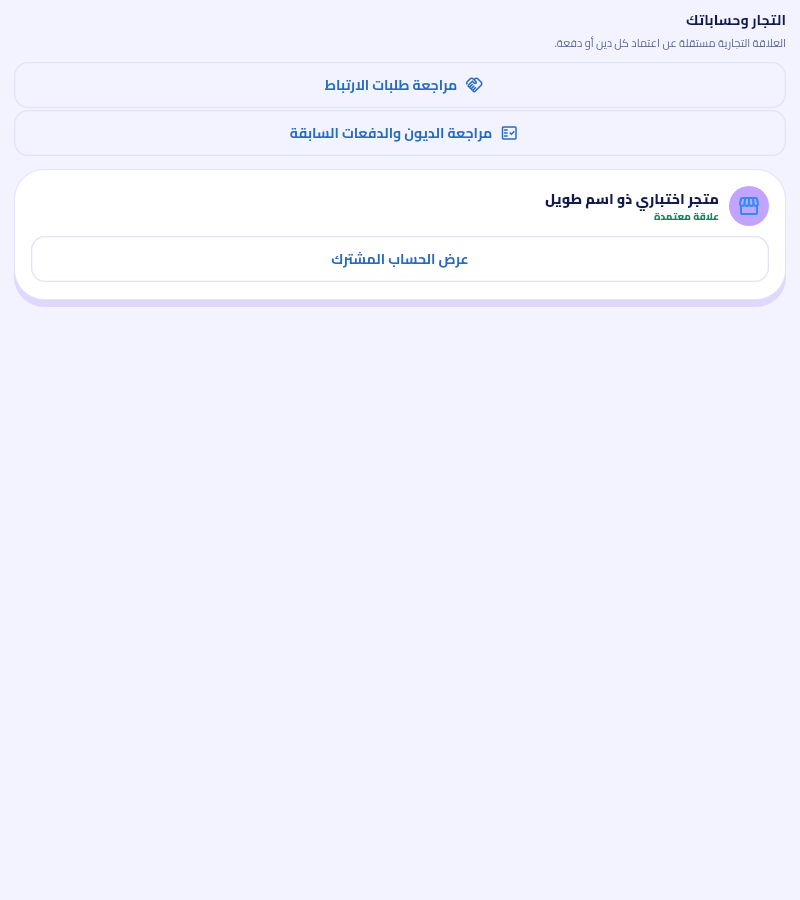 التجار وحساباتك
العلاقة التجارية مستقلة عن اعتماد كل دين أو دفعة.
مراجعة طلبات الارتباط
مراجعة الديون والدفعات السابقة
متجر اختباري ذو اسم طويل
علاقة معتمدة
عرض الحساب المشترك